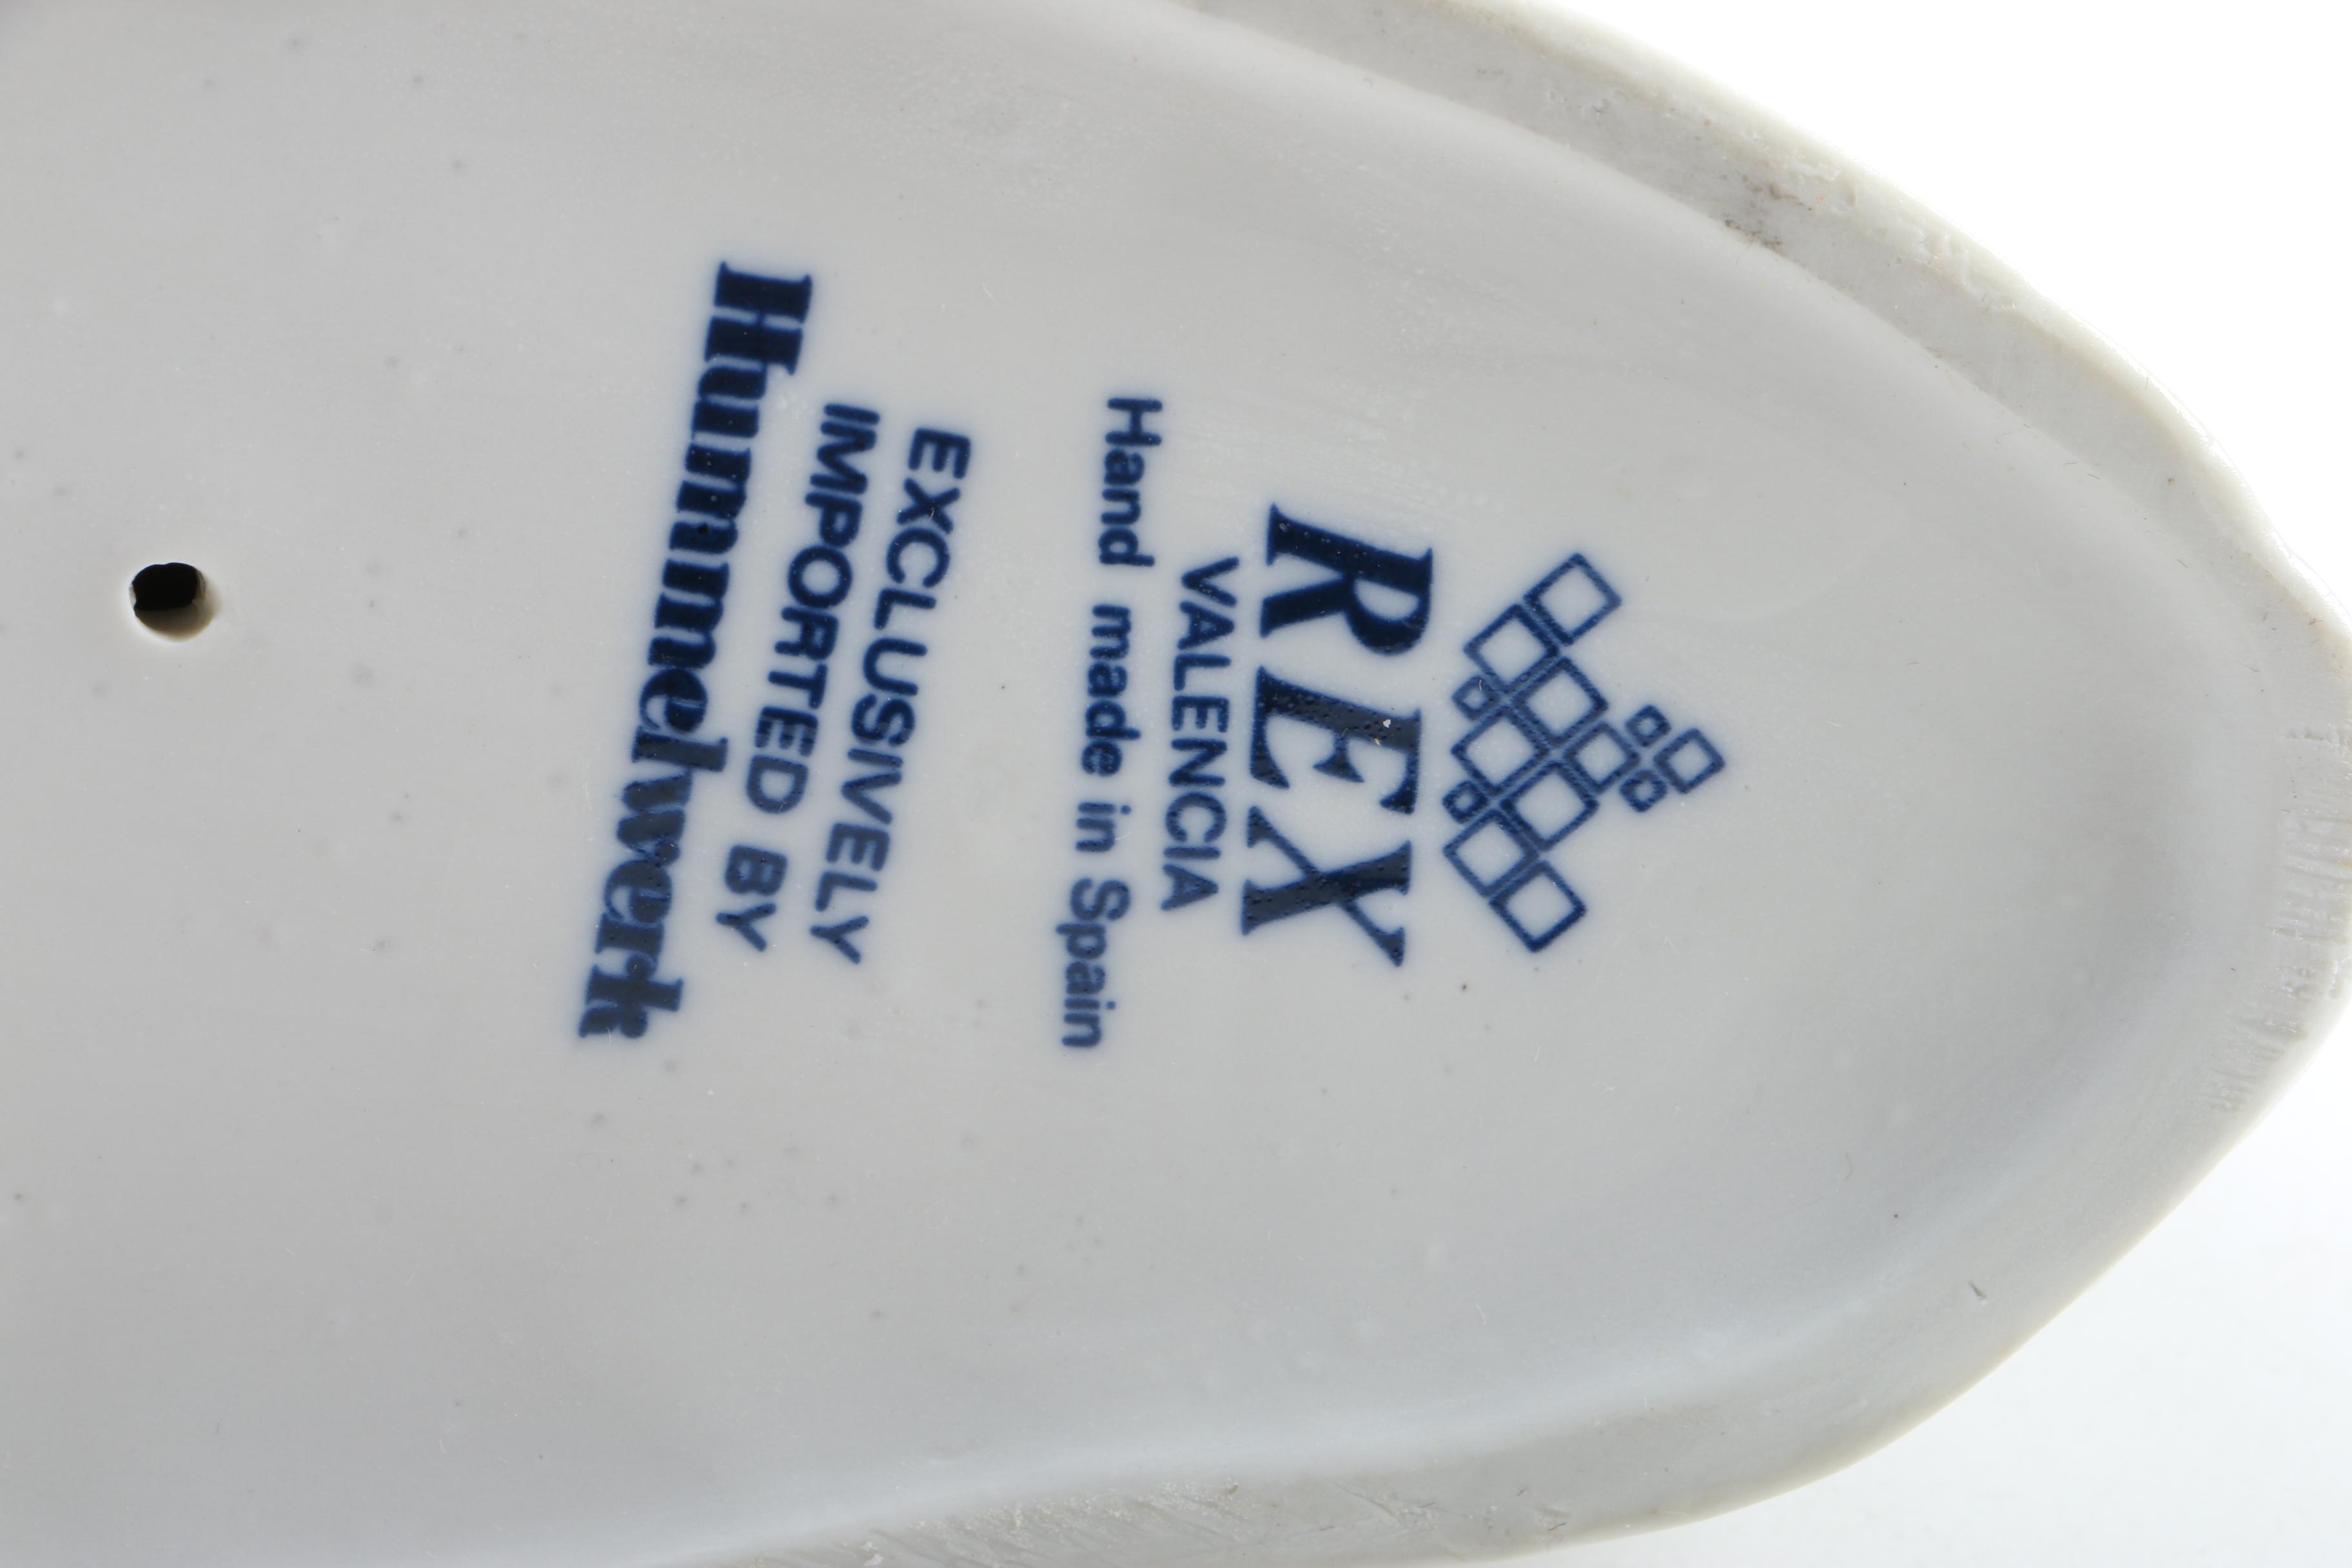 REX
VALENCIA
Hand made in Spain
EXCLUSIVELY
IMPORTED BY
Hummelwerk